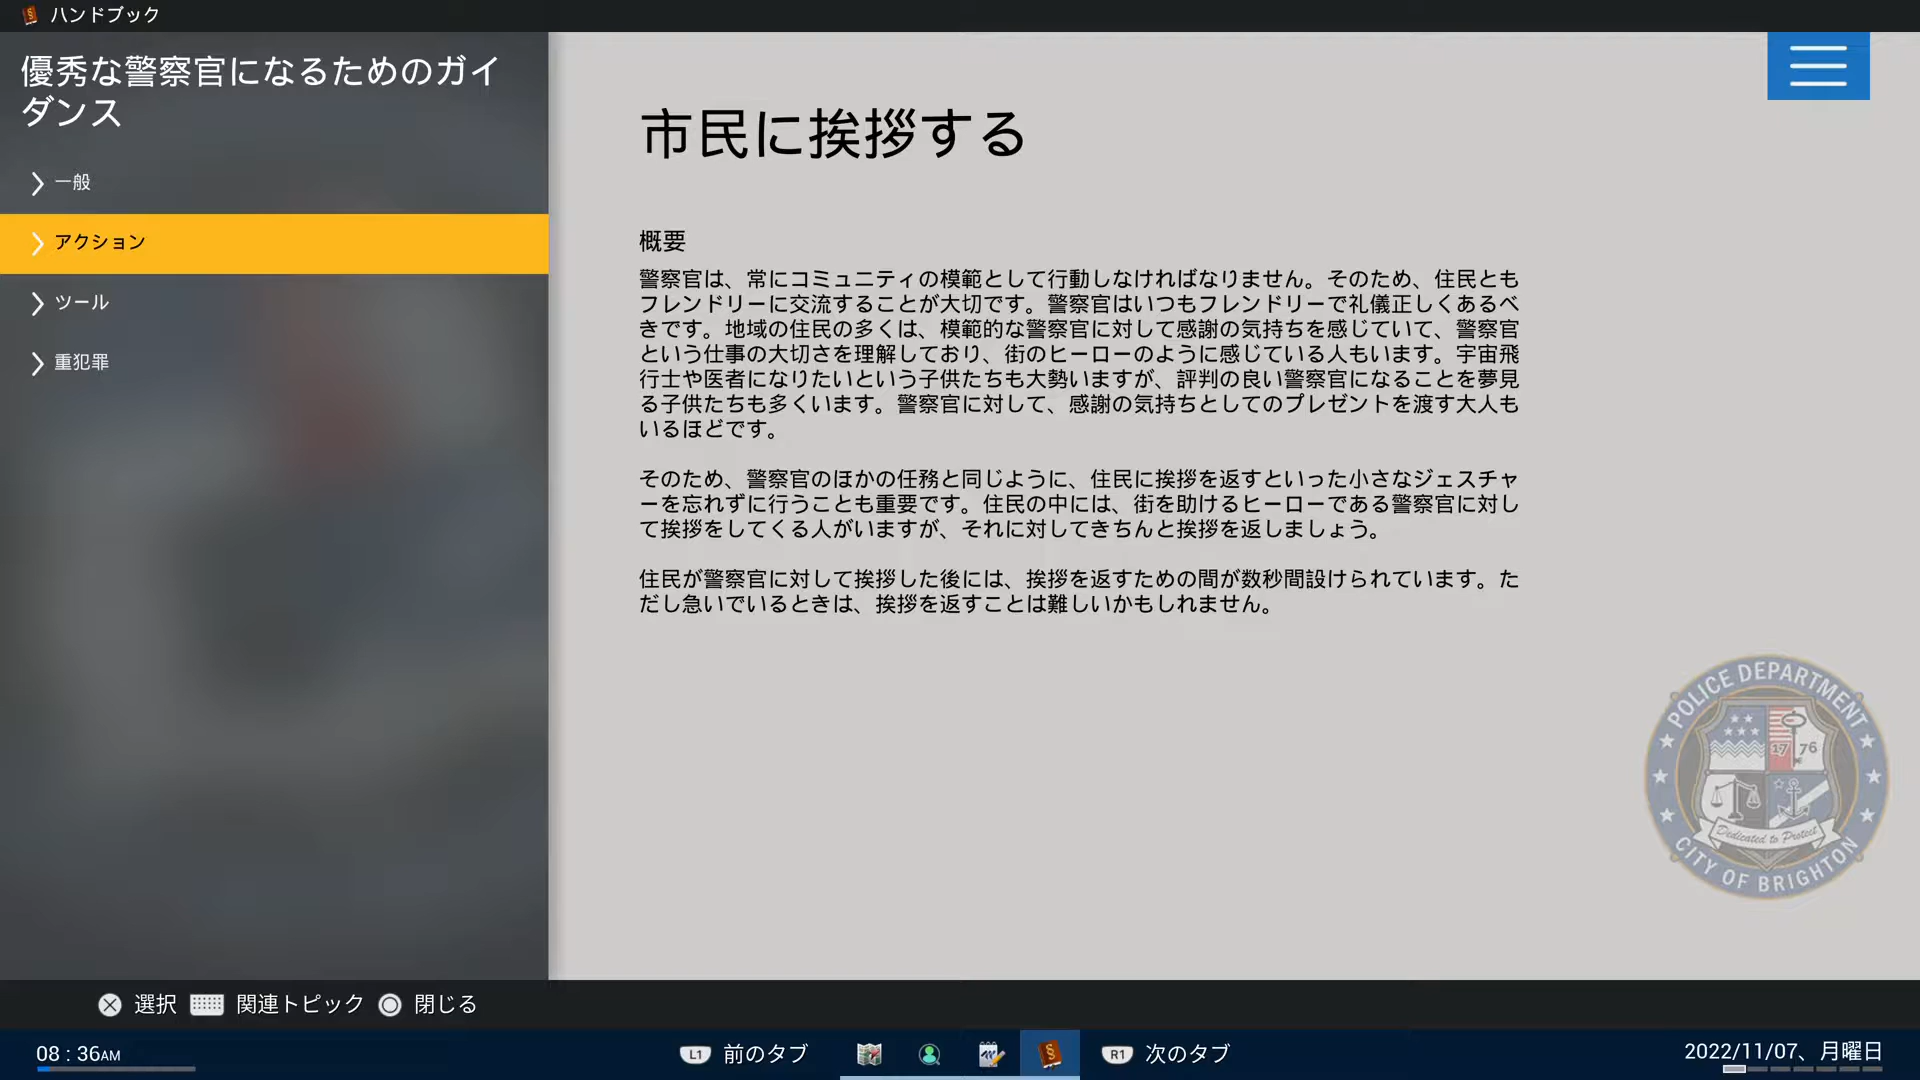 ハンドブック
優秀な警察官になるためのガイ
ダンス
一般
アクション
ツール
重犯罪
市民に挨拶する
概要
警察官は、常にコミュニティの模範として行動しなければなりません。そのため、住民とも
フレンドリーに交流することが大切です。警察官はいつもフレンドリーで礼儀正しくあるべ
きです。地域の住民の多くは、模範的な警察官に対して感謝の気持ちを感じていて、警察官
という仕事の大切さを理解しており、街のヒーローのように感じている人もいます。宇宙飛
行士や医者になりたいという子供たちも大勢いますが、評判の良い警察官になることを夢見
る子供たちも多くいます。警察官に対して、感謝の気持ちとしてのプレゼントを渡す大人も
いるほどです。
そのため、警察官のほかの任務と同じように、住民に挨拶を返すといった小さなジェスチャ
ーを忘れずに行うことも重要です。住民の中には、街を助けるヒーローである警察官に対し
て挨拶をしてくる人がいますが、それに対してきちんと挨拶を返しましょう。
住民が警察官に対して挨拶した後には、挨拶を返すための間が数秒間設けられています。た
だし急いでいるときは、挨拶を返すことは難しいかもしれません。
POLICE DEPARTMENT
17 76
Dedicated to Protect
CITY OF BRIGHTON
選択 関連トピック 閉じる
08 : 36AM
L1 前のタブ
R1 次のタブ
2022/11/07、月曜日